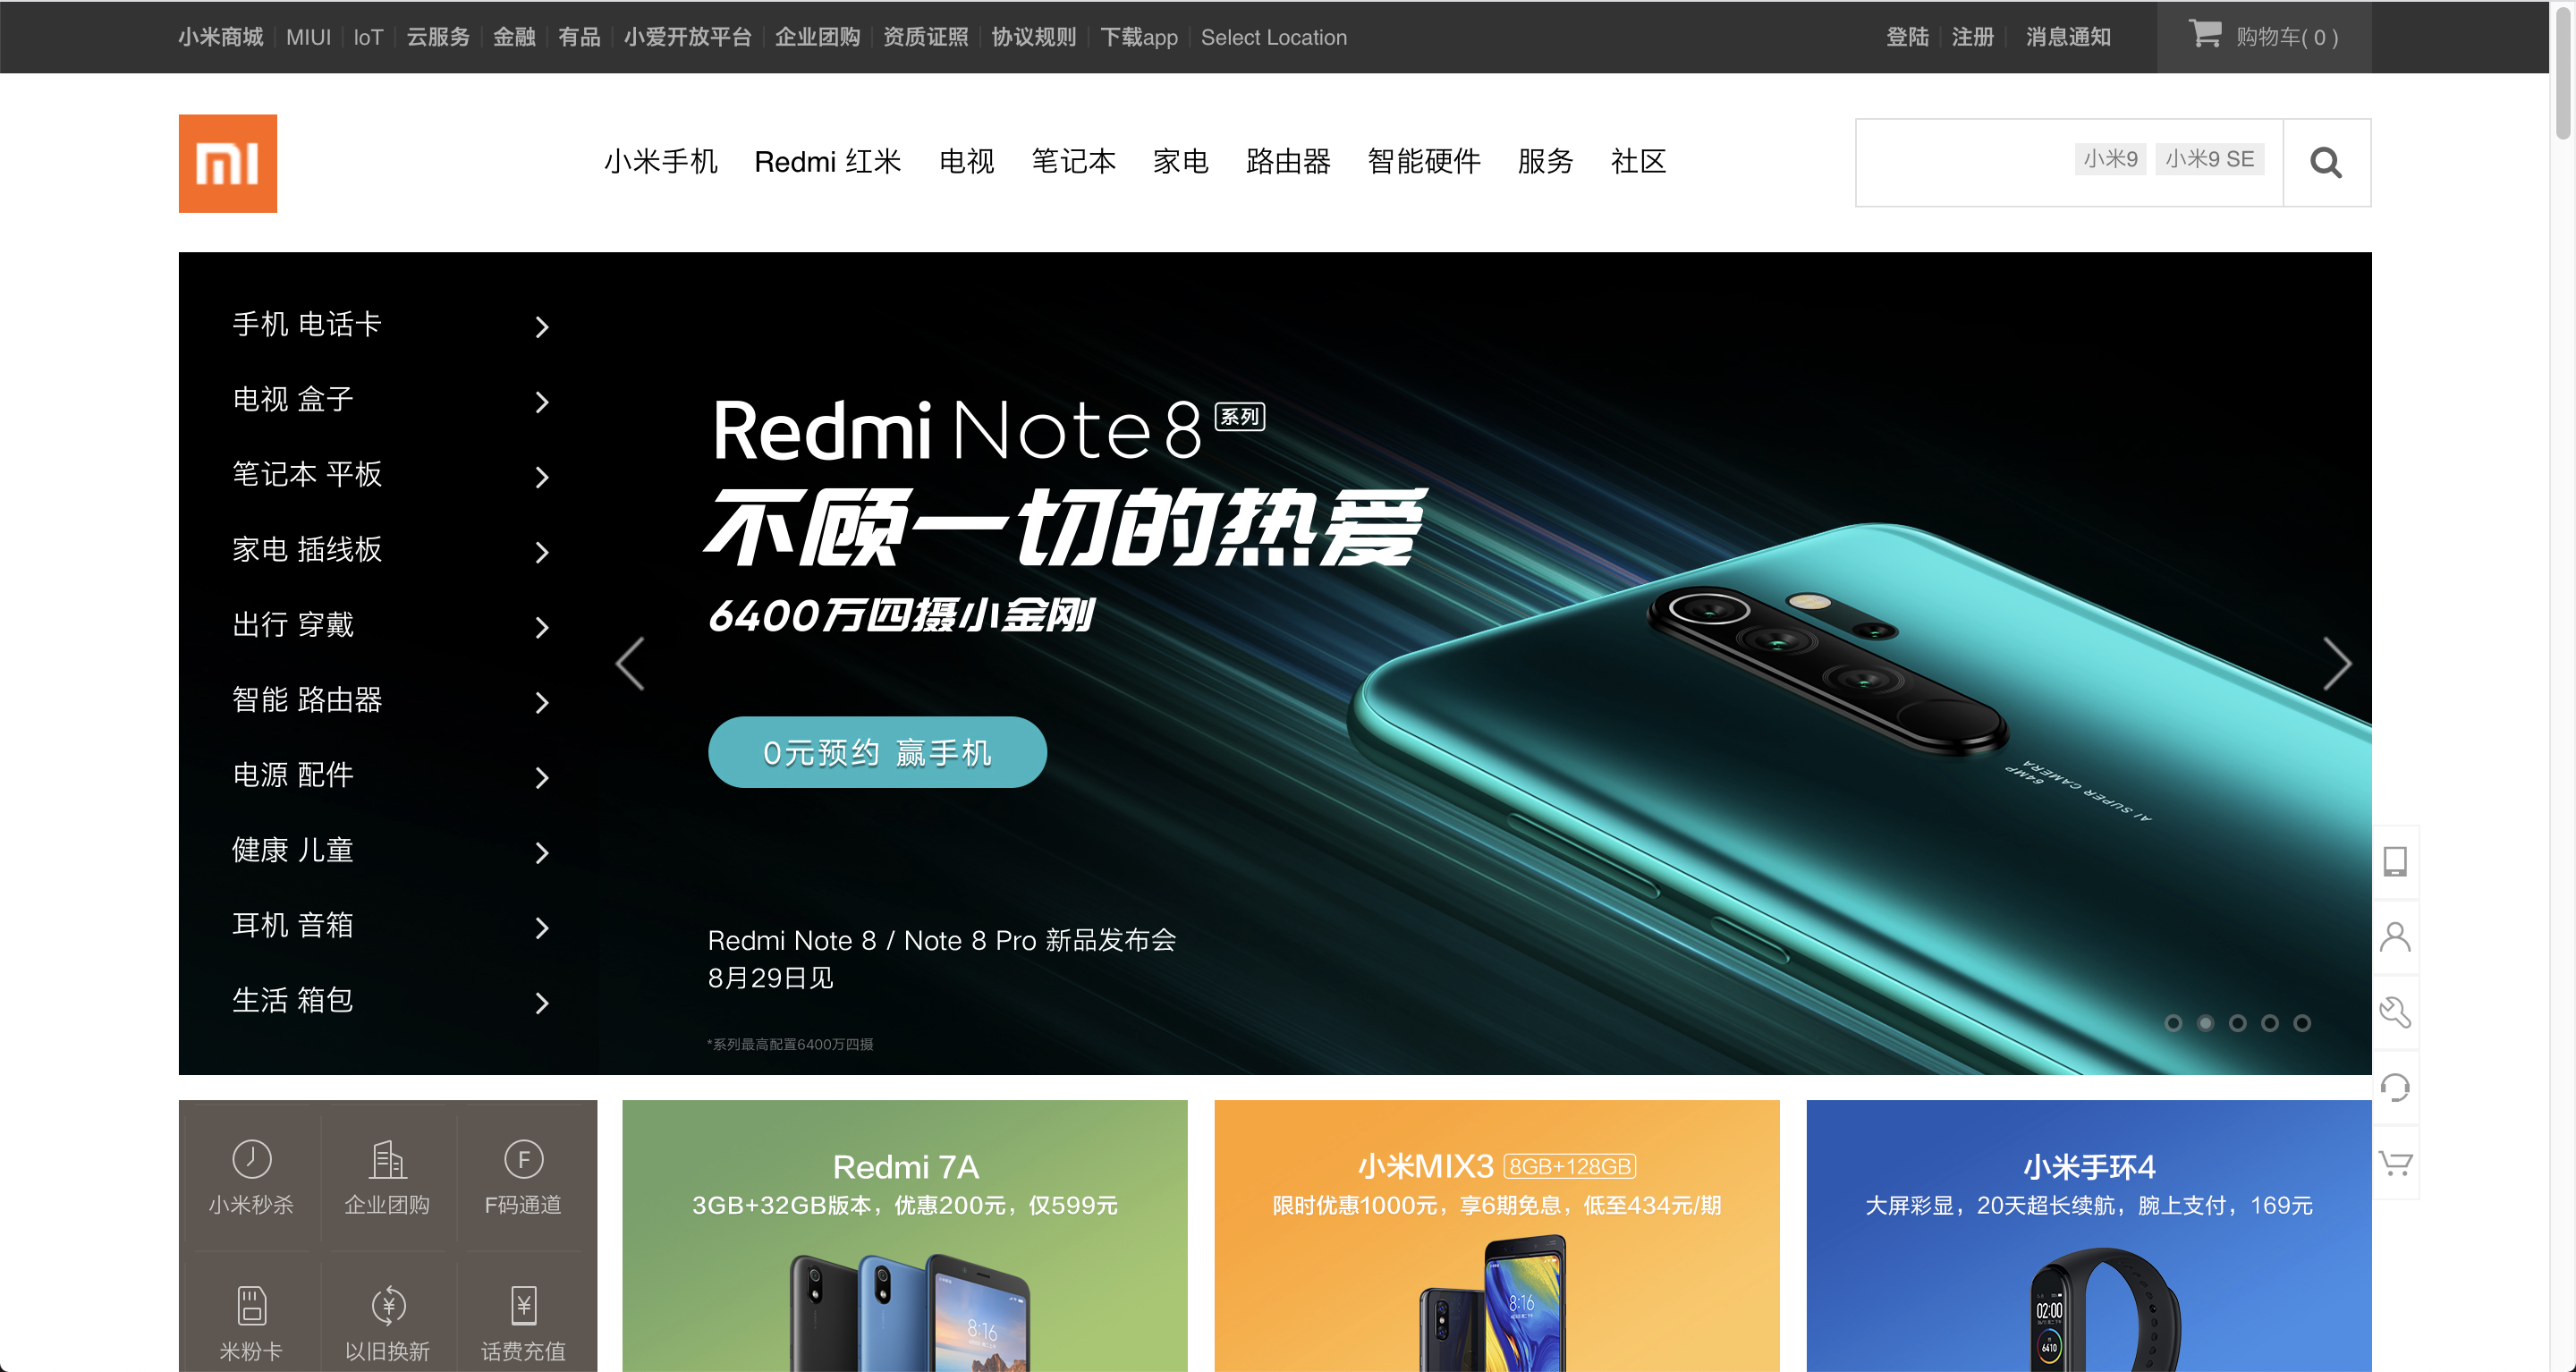 小米商城 MIUI IoT 云服务 金融 有品 小爱开放平台 企业团购 资质证照 协议规则 下载app Select Location 登陆 注册 消息通知 购物车( 0 )
小米手机 Redmi 红米 电视 笔记本 家电 路由器 智能硬件 服务 社区 小米9 小米9 SE
手机 电话卡
电视 盒子
笔记本 平板
家电 插线板
出行 穿戴
智能 路由器
电源 配件
健康 儿童
耳机 音箱
生活 箱包
Redmi Note 8 系列
不顾一切的热爱
6400万四摄小金刚
0元预约 赢手机
Redmi Note 8 / Note 8 Pro 新品发布会
8月29日见
*系列最高配置6400万四摄
64MP
AI SUPER CAMERA
小米秒杀 企业团购 F码通道
米粉卡 以旧换新 话费充值
Redmi 7A
3GB+32GB版本，优惠200元，仅599元
8:16
小米MIX3 8GB+128GB
限时优惠1000元，享6期免息，低至434元/期
8:16
小米手环4
大屏彩显，20天超长续航，腕上支付，169元
02:00
6410